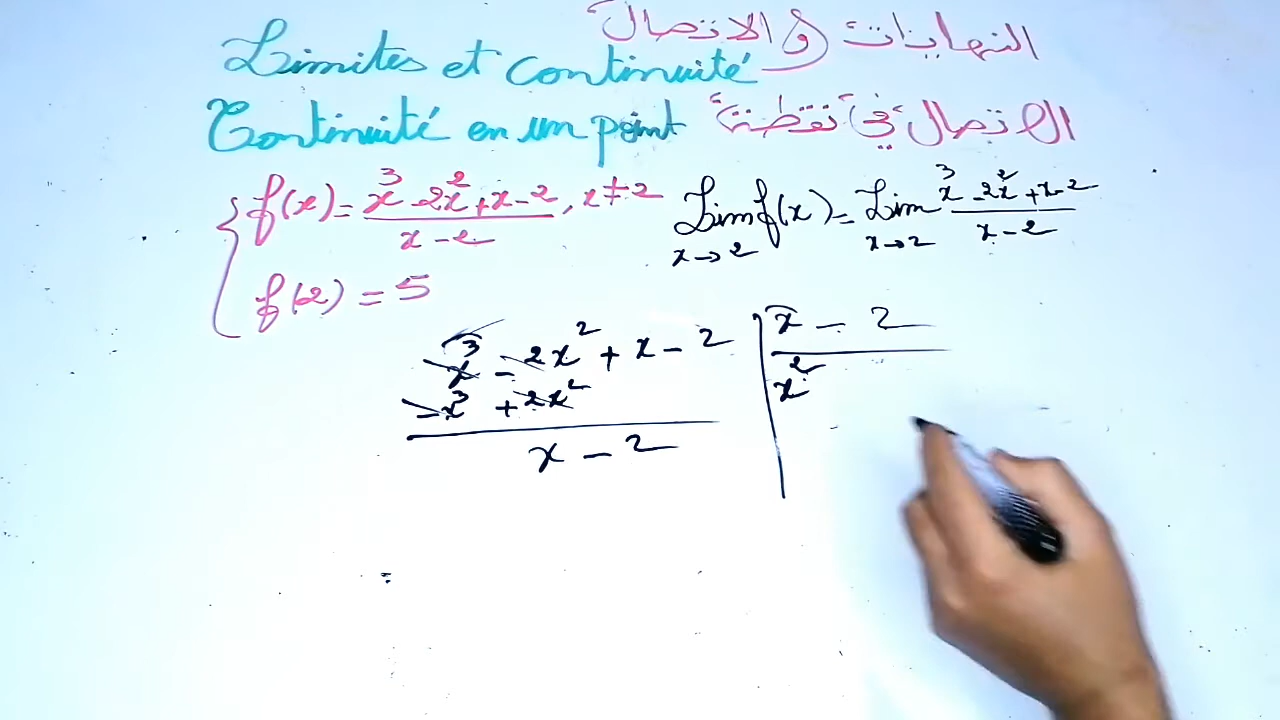 النهايات و الاتصال
Limites et continuité
Continuité en un point الاتصال في نقطة
{ f(x) = (x³ - 2x² + x - 2)/(x - 2), x ≠ 2
f(2) = 5
Lim f(x) = Lim (x³ - 2x² + x - 2)/(x - 2)
x→2 x→2
x³ - 2x² + x - 2 | x - 2
-x³ + 2x² | x²
x - 2